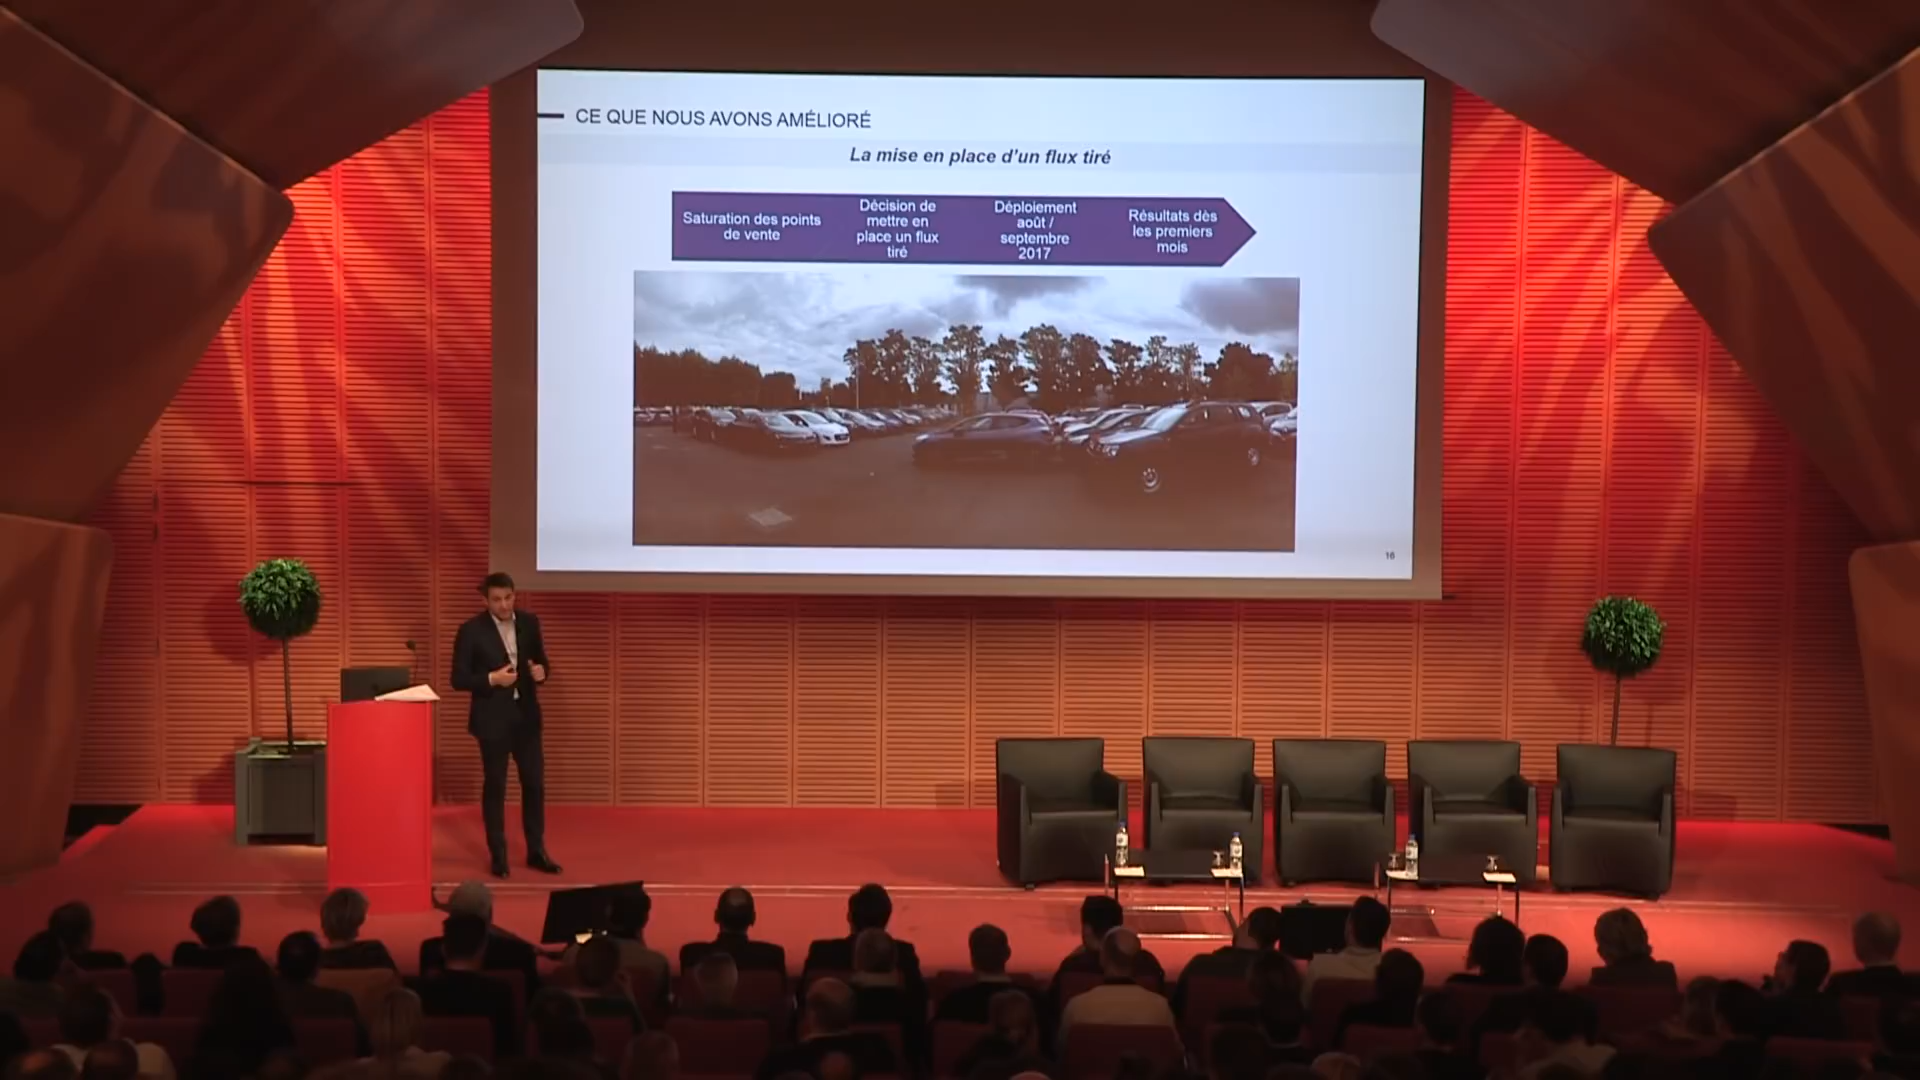 CE QUE NOUS AVONS AMÉLIORÉ
La mise en place d'un flux tiré
Saturation des points
de vente
Décision de
mettre en
place un flux
tiré
Déploiement
août /
septembre
2017
Résultats dès
les premiers
mois
16